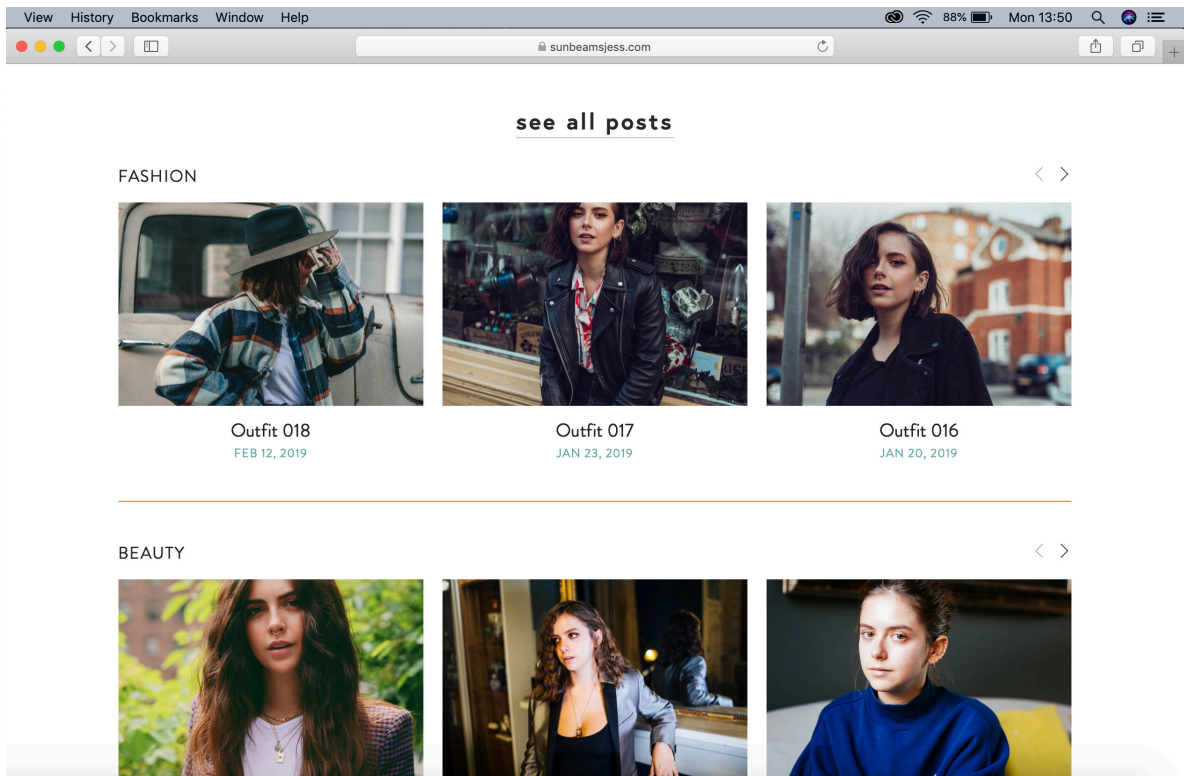 View History Bookmarks Window Help 88% Mon 13:50
sunbeamsjess.com
see all posts
FASHION
Outfit 018 Outfit 017 Outfit 016
FEB 12, 2019 JAN 23, 2019 JAN 20, 2019
BEAUTY